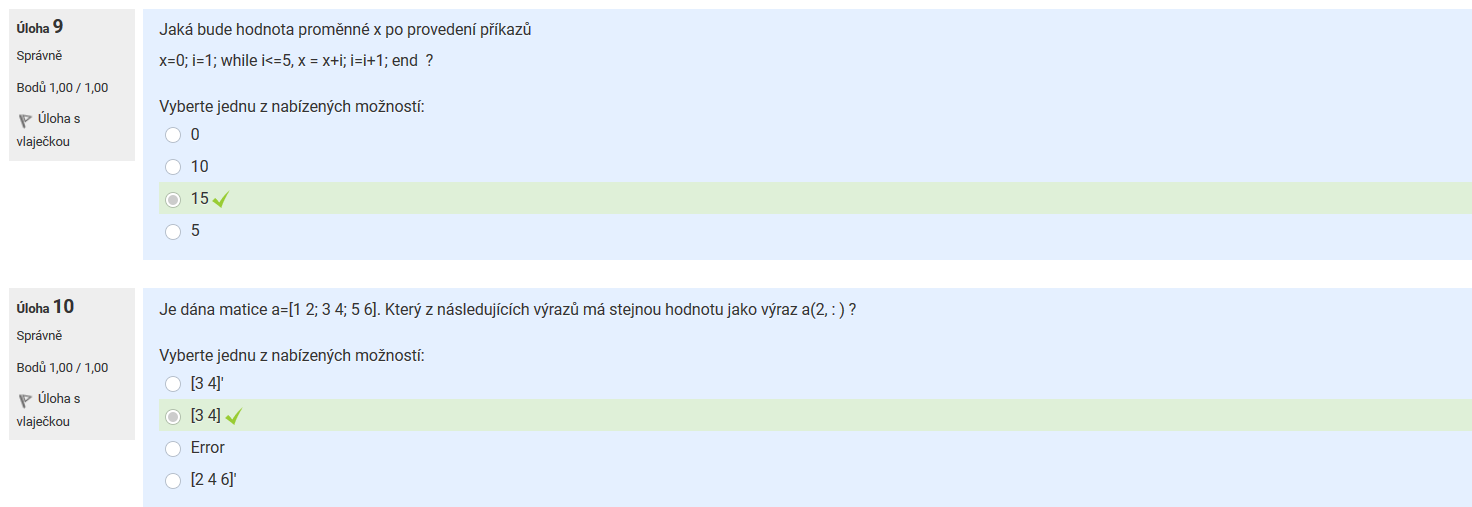 Úloha 9
Správně
Bodů 1,00 / 1,00
Úloha s
vlaječkou
Jaká bude hodnota proměnné x po provedení příkazů
x=0; i=1; while i<=5, x = x+i; i=i+1; end ?
Vyberte jednu z nabízených možností:
0
10
15
5
Úloha 10
Správně
Bodů 1,00 / 1,00
Úloha s
vlaječkou
Je dána matice a=[1 2; 3 4; 5 6]. Který z následujících výrazů má stejnou hodnotu jako výraz a(2, : ) ?
Vyberte jednu z nabízených možností:
[3 4]'
[3 4]
Error
[2 4 6]'